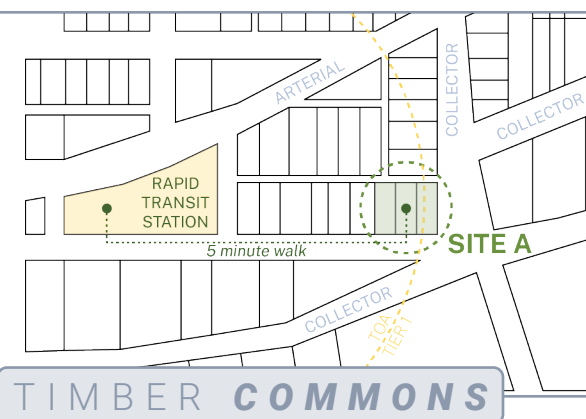 ARTERIAL
COLLECTOR
COLLECTOR
RAPID
TRANSIT
STATION
SITE A
5 minute walk
COLLECTOR
TOA
TIER 1
TIMBER COMMONS